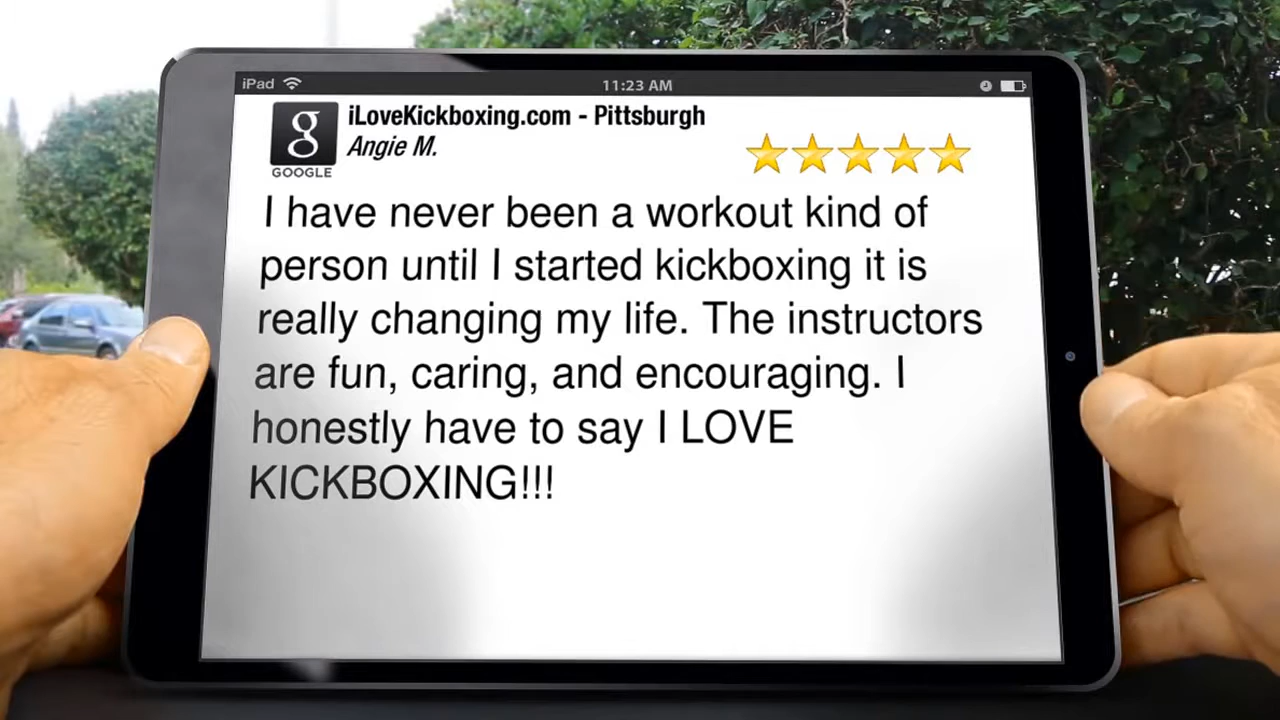 iPad 11:23 AM
g iLoveKickboxing.com - Pittsburgh
Angie M.
GOOGLE
I have never been a workout kind of
person until I started kickboxing it is
really changing my life. The instructors
are fun, caring, and encouraging. I
honestly have to say I LOVE
KICKBOXING!!!